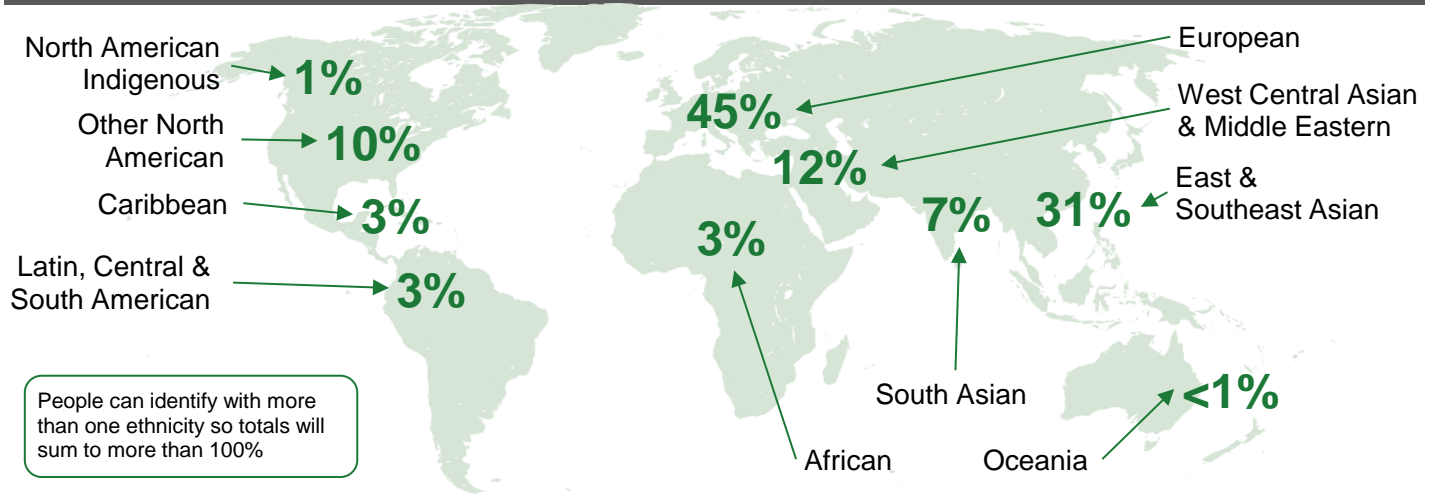 North American
Indigenous
1%
Other North
American
10%
Caribbean
3%
Latin, Central &
South American
3%
European
45%
West Central Asian
& Middle Eastern
12%
East &
Southeast Asian
31%
7%
South Asian
3%
African
<1%
Oceania
People can identify with more
than one ethnicity so totals will
sum to more than 100%